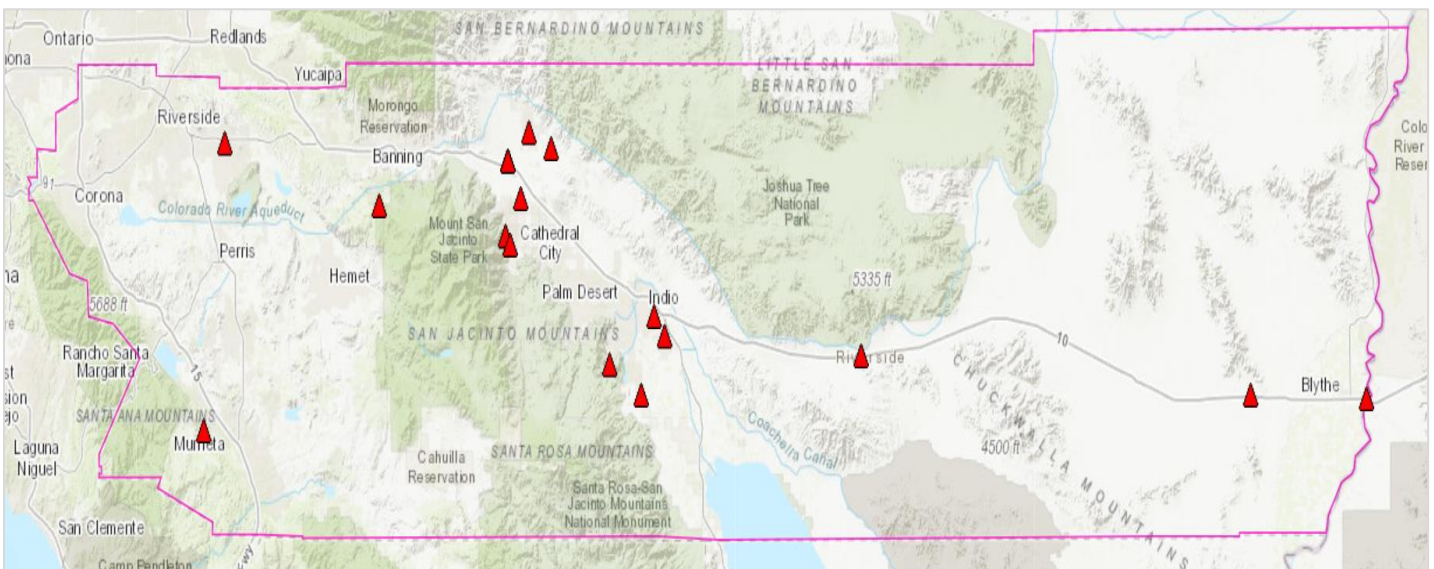 SAN BERNARDINO MOUNTAINS
Ontario
Redlands
ona
Yucaipa
LITTLE SAN
BERNARDINO
MOUNTAINS
Morongo
Reservation
Riverside
Banning
Colo
River
Reser
91
Corona
Colorado River Aqueduct
Joshua Tree
National
Park
Mount San
Jacinto
State Park
Cathedral
City
Perris
Hemet
na
5335 ft
Palm Desert
Indio
5688 ft
SAN JACINTO MOUNTAINS
10
Rancho Santa
Margarita
Riverside
15
Blythe
CHUCKWALLA MOUNTAINS
SANTA ANA MOUNTAINS
Murrieta
Coachella Canal
4500 ft
Laguna
Niguel
Cahuilla
Reservation
SANTA ROSA MOUNTAINS
Santa Rosa-San
Jacinto Mountains
National Monument
San Clemente
Camp Pendleton